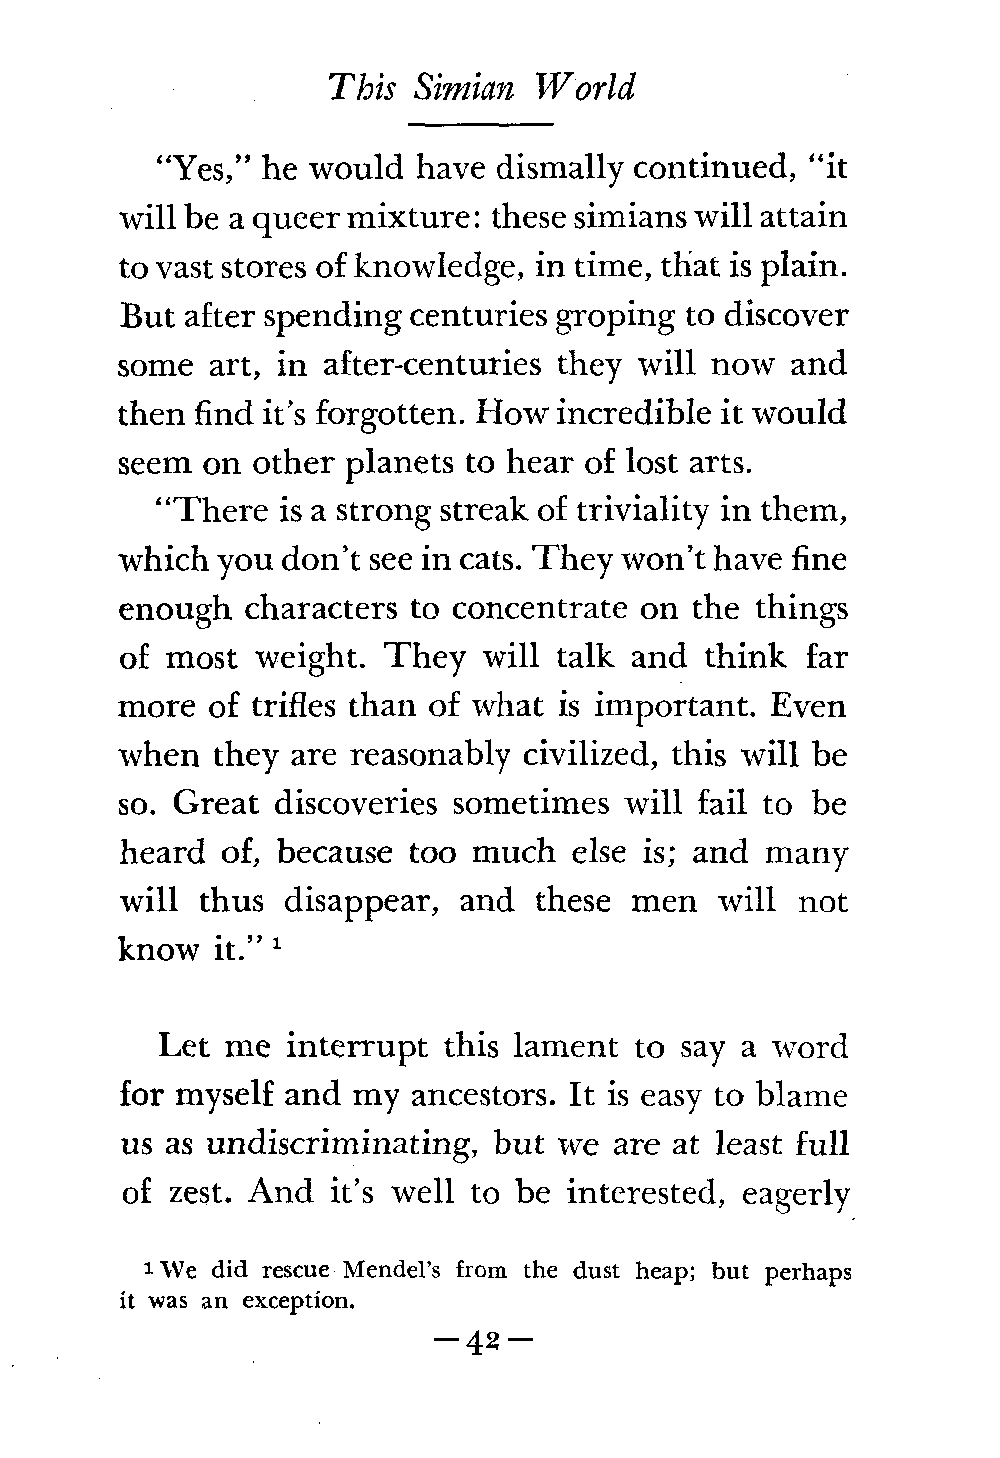 This Simian World
“Yes,” he would have dismally continued, “it
will be a queer mixture: these simians will attain
to vast stores of knowledge, in time, that is plain.
But after spending centuries groping to discover
some art, in after-centuries they will now and
then find it’s forgotten. How incredible it would
seem on other planets to hear of lost arts.
“There is a strong streak of triviality in them,
which you don’t see in cats. They won’t have fine
enough characters to concentrate on the things
of most weight. They will talk and think far
more of trifles than of what is important. Even
when they are reasonably civilized, this will be
so. Great discoveries sometimes will fail to be
heard of, because too much else is; and many
will thus disappear, and these men will not
know it.” ¹
Let me interrupt this lament to say a word
for myself and my ancestors. It is easy to blame
us as undiscriminating, but we are at least full
of zest. And it’s well to be interested, eagerly
¹ We did rescue Mendel’s from the dust heap; but perhaps
it was an exception.
— 42 —